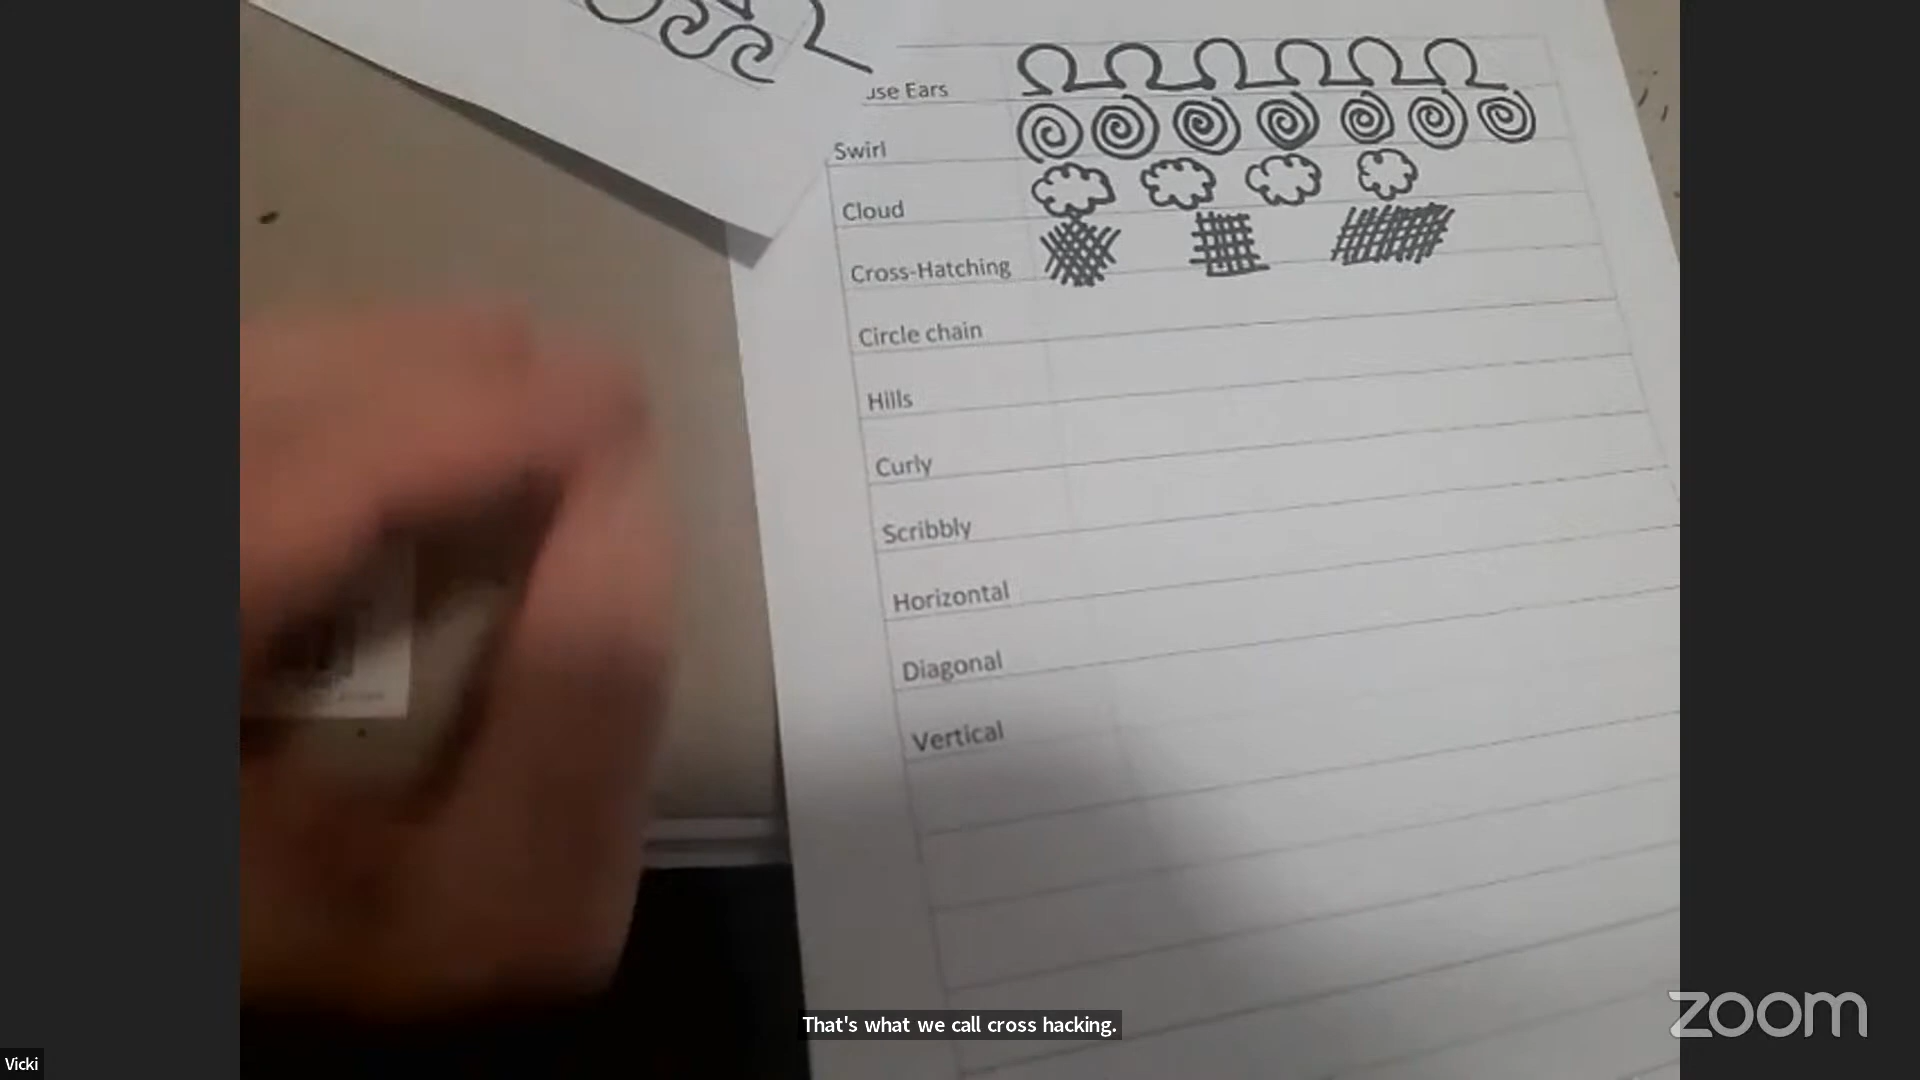 use Ears
Swirl
Cloud
Cross-Hatching
Circle chain
Hills
Curly
Scribbly
Horizontal
Diagonal
Vertical
That's what we call cross hacking.
zoom
Vicki